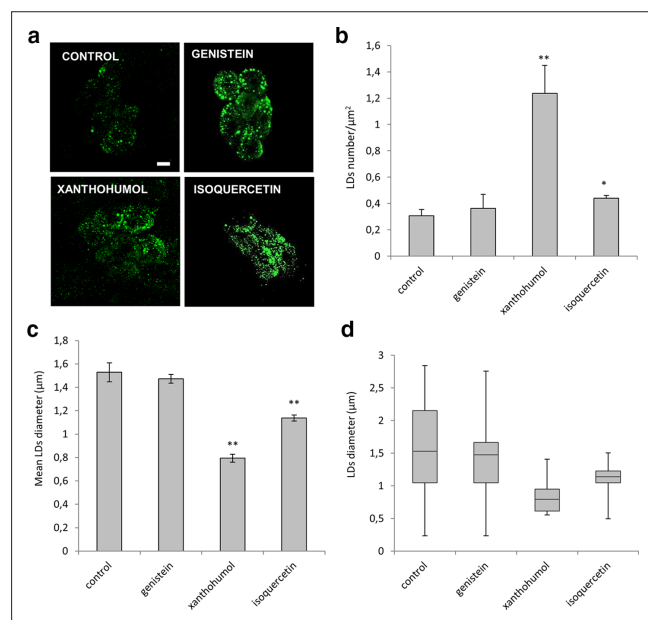 a
CONTROL
GENISTEIN
XANTHOHUMOL
ISOQUERCETIN
b
LDs number/µm²
1,6
1,4
1,2
1
0,8
0,6
0,4
0,2
0
**
*
control
genistein
xanthohumol
isoquercetin
c
Mean LDs diameter (µm)
1,8
1,6
1,4
1,2
1
0,8
0,6
0,4
0,2
0
**
**
control
genistein
xanthohumol
isoquercetin
d
LDs diameter (µm)
3
2,5
2
1,5
1
0,5
0
control
genistein
xanthohumol
isoquercetin